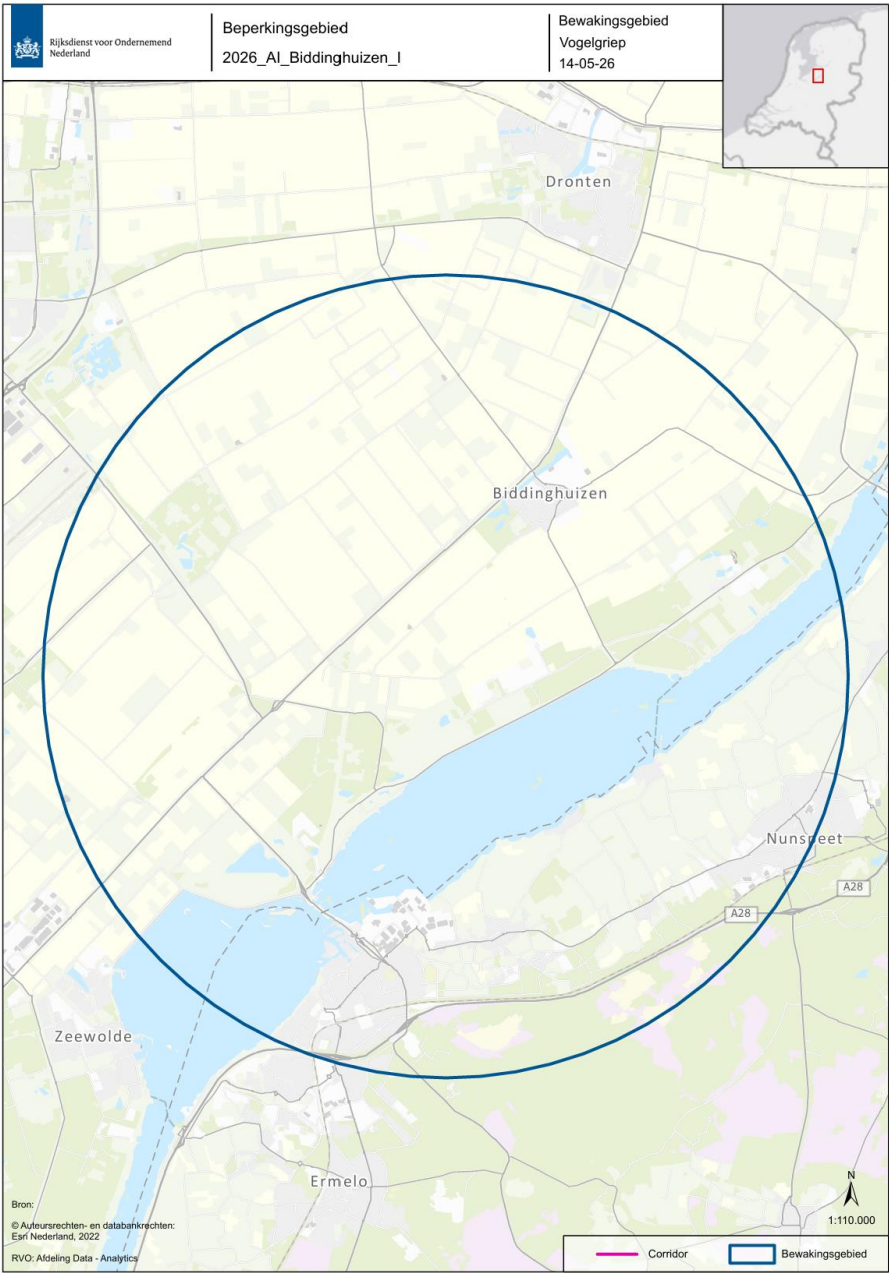 Rijksdienst voor Ondernemend
Nederland
Beperkingsgebied
2026_AI_Biddinghuizen_I
Bewakingsgebied
Vogelgriep
14-05-26
Dronten
Biddinghuizen
Nunspeet
A28
A28
Zeewolde
Ermelo
Bron:
© Auteursrechten- en databankrechten:
Esri Nederland, 2022
RVO: Afdeling Data - Analytics
N
1:110.000
Corridor
Bewakingsgebied